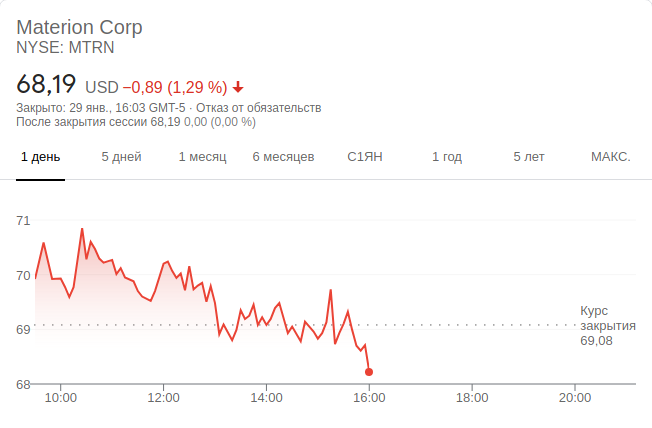 Materion Corp
NYSE: MTRN
68,19 USD −0,89 (1,29 %)
Закрыто: 29 янв., 16:03 GMT-5 · Отказ от обязательств
После закрытия сессии 68,19 0,00 (0,00 %)
1 день 5 дней 1 месяц 6 месяцев С1ЯН 1 год 5 лет МАКС.
71
70
69
68
Курс
закрытия
69,08
10:00 12:00 14:00 16:00 18:00 20:00